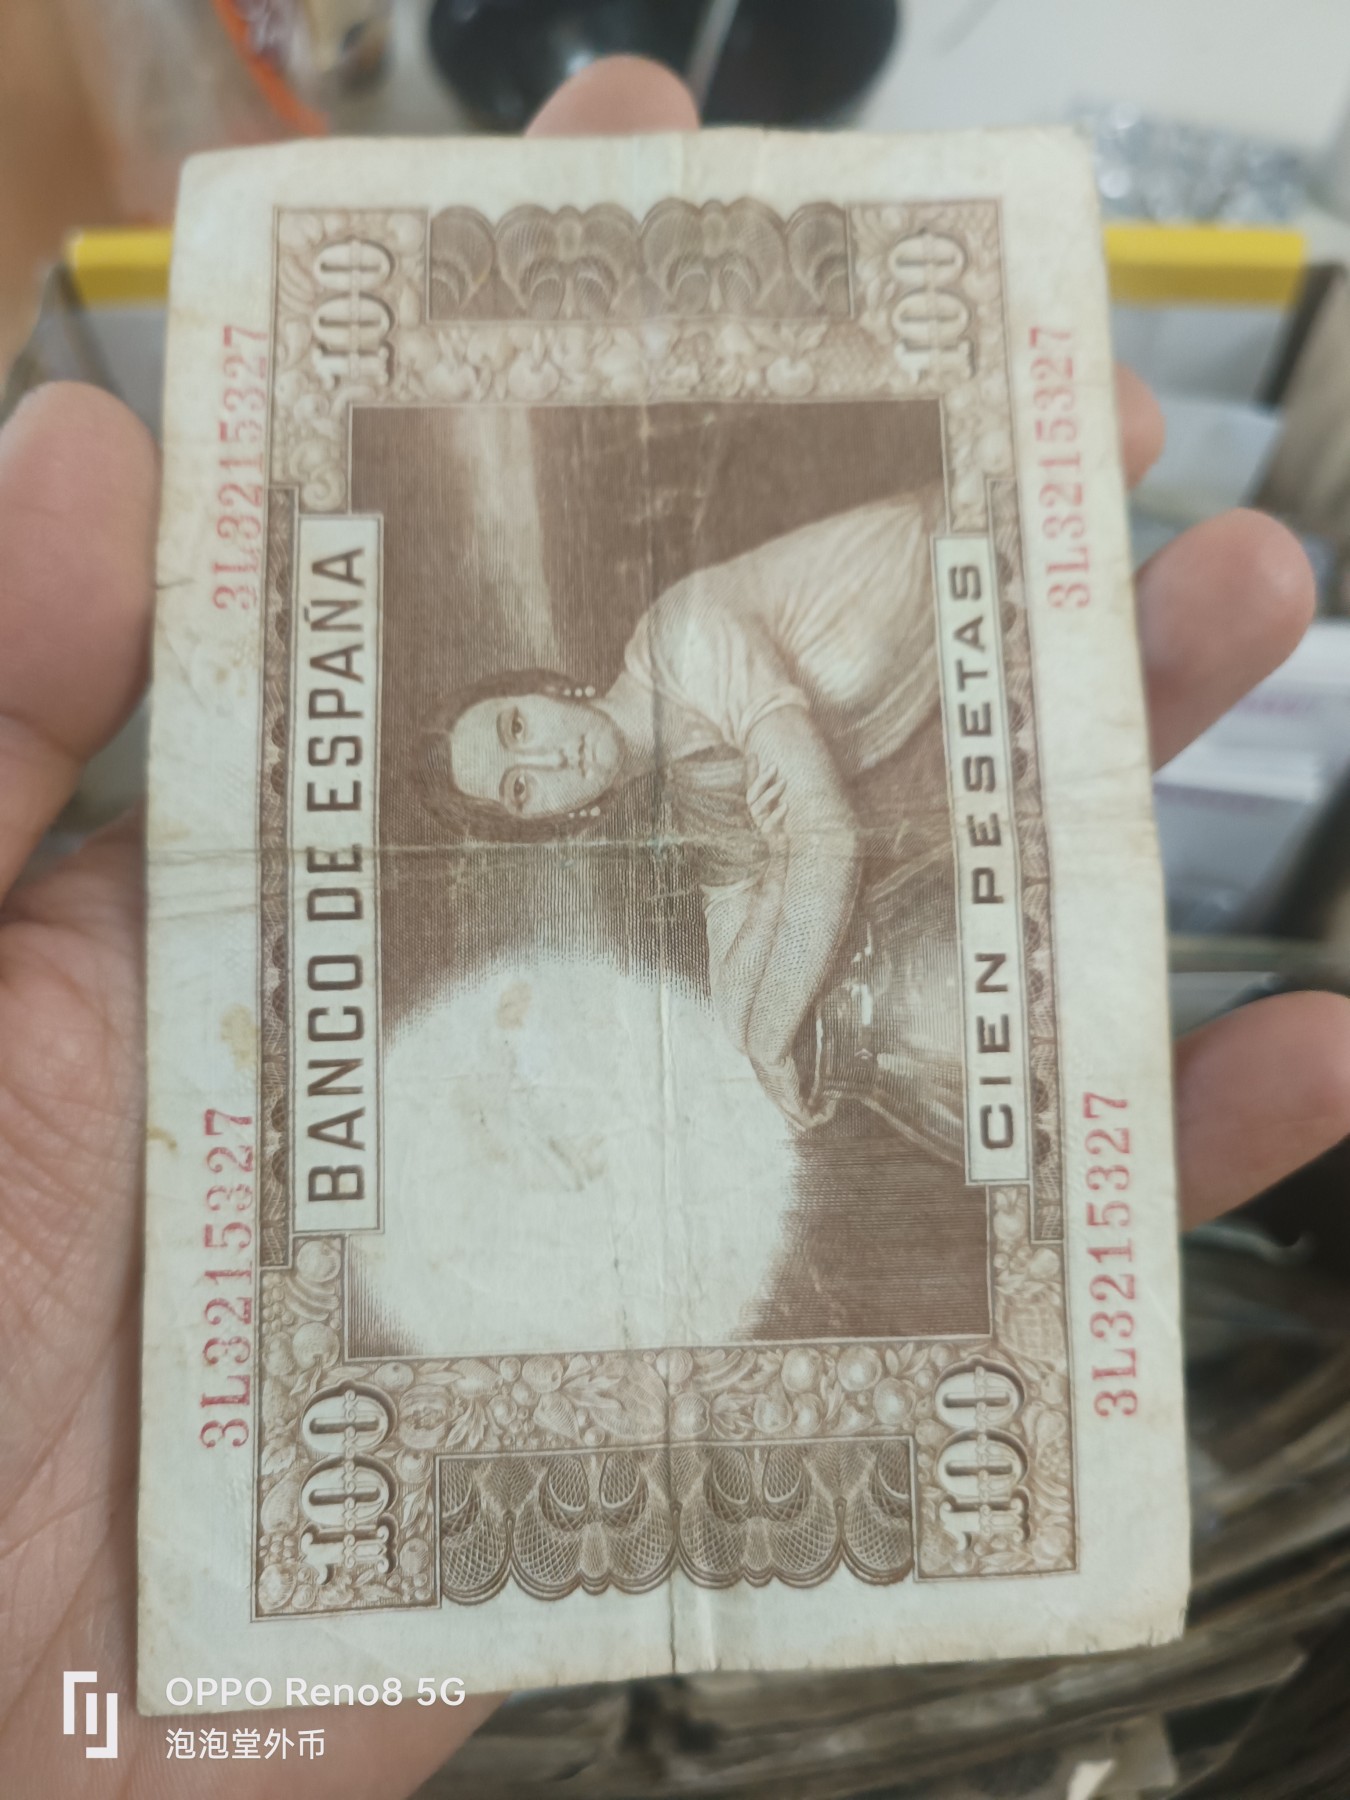 100
100
3L3215327
3L3215327
BANCO DE ESPAÑA
CIEN PESETAS
3L3215327
3L3215327
100
100
OPPO Reno8 5G
泡泡堂外币